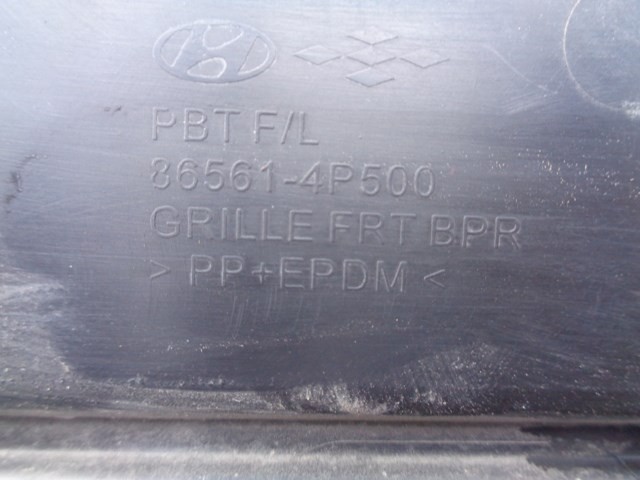 PBT F/L
86561-4P500
GRILLE FRT BPR
> PP+EPDM <